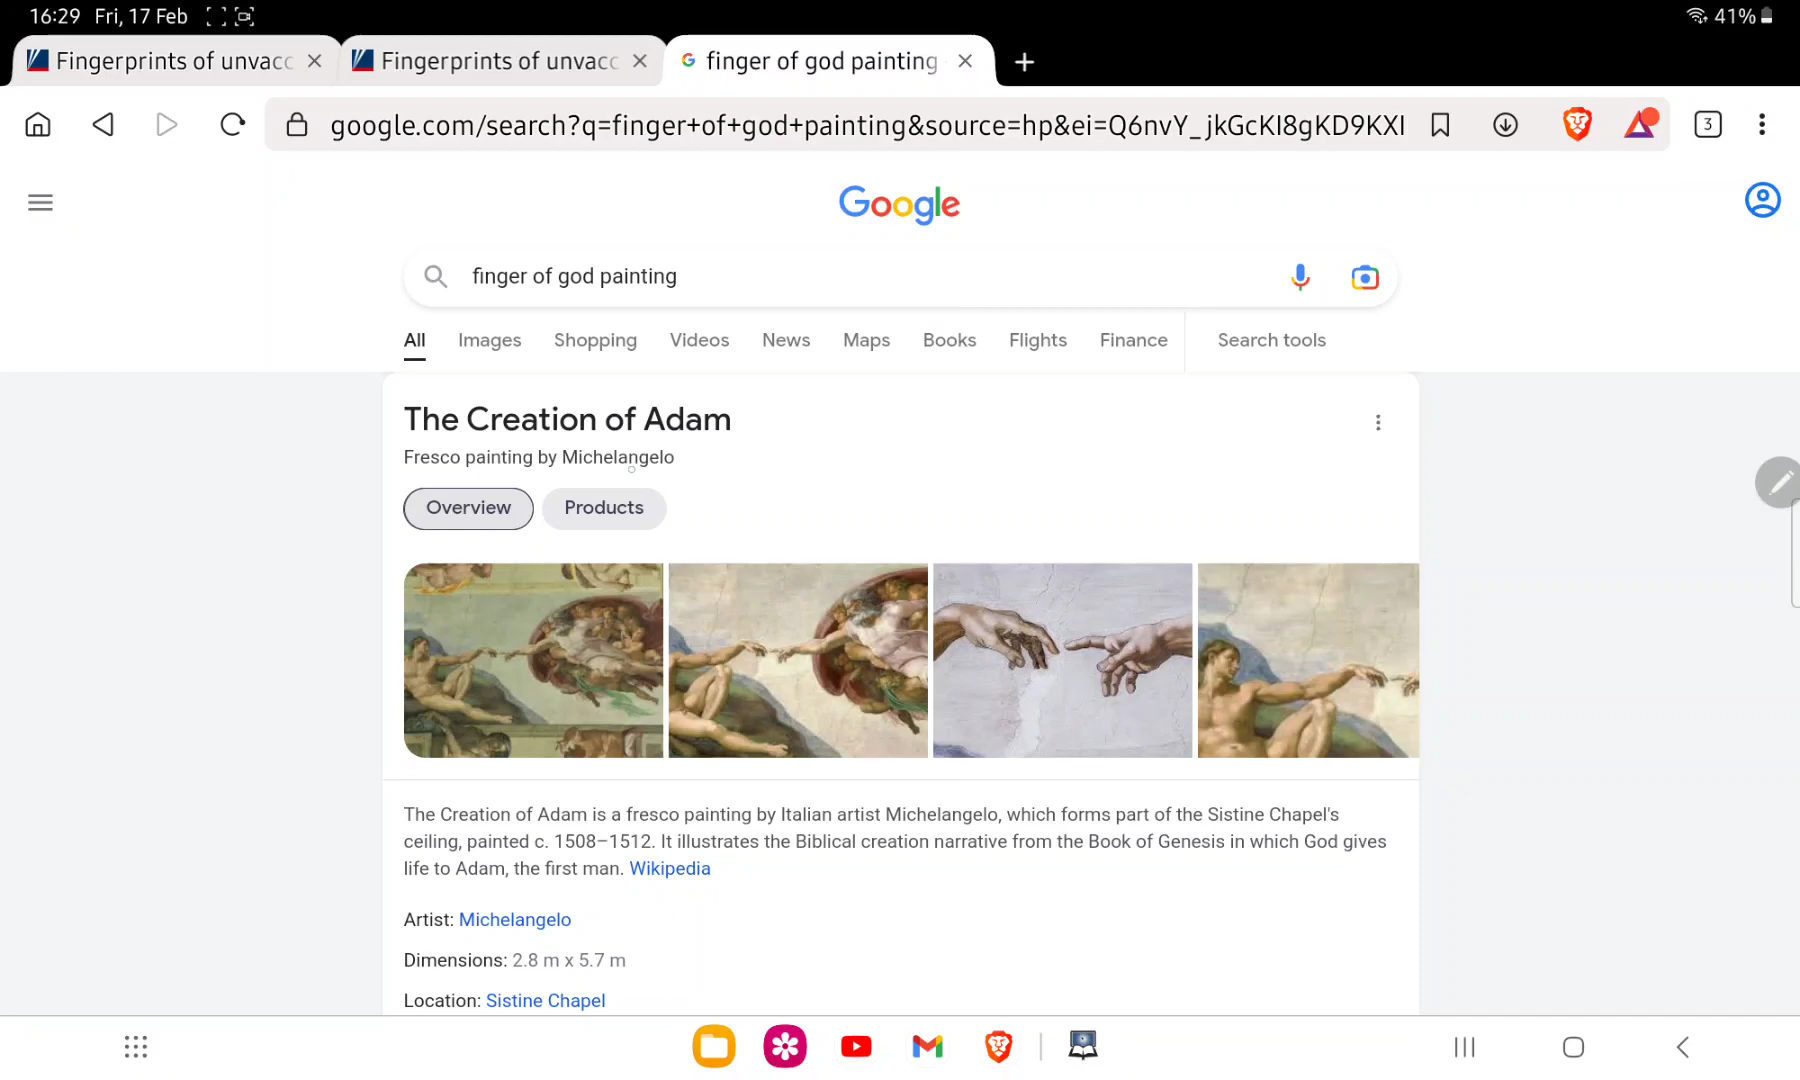 16:29 Fri, 17 Feb
41%
Fingerprints of unvacc
Fingerprints of unvacc
finger of god painting
google.com/search?q=finger+of+god+painting&source=hp&ei=Q6nvY_jkGcKI8gKD9KXI
3
Google
finger of god painting
All Images Shopping Videos News Maps Books Flights Finance Search tools
The Creation of Adam
Fresco painting by Michelangelo
Overview Products
The Creation of Adam is a fresco painting by Italian artist Michelangelo, which forms part of the Sistine Chapel's
ceiling, painted c. 1508–1512. It illustrates the Biblical creation narrative from the Book of Genesis in which God gives
life to Adam, the first man. Wikipedia
Artist: Michelangelo
Dimensions: 2.8 m x 5.7 m
Location: Sistine Chapel